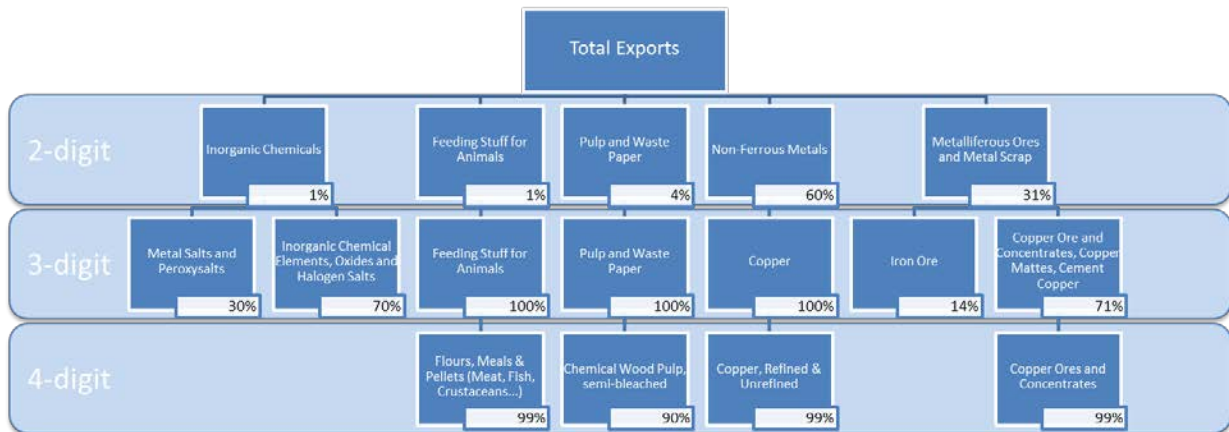 Total Exports
2-digit
Inorganic Chemicals
1%
Feeding Stuff for
Animals
1%
Pulp and Waste
Paper
4%
Non-Ferrous Metals
60%
Metalliferous Ores
and Metal Scrap
31%
3-digit
Metal Salts and
Peroxysalts
30%
Inorganic Chemical
Elements, Oxides and
Halogen Salts
70%
Feeding Stuff for
Animals
100%
Pulp and Waste
Paper
100%
Copper
100%
Iron Ore
14%
Copper Ore and
Concentrates, Copper
Mattes, Cement
Copper
71%
4-digit
Flours, Meals &
Pellets (Meat, Fish,
Crustaceans...)
99%
Chemical Wood Pulp,
semi-bleached
90%
Copper, Refined &
Unrefined
99%
Copper Ores and
Concentrates
99%